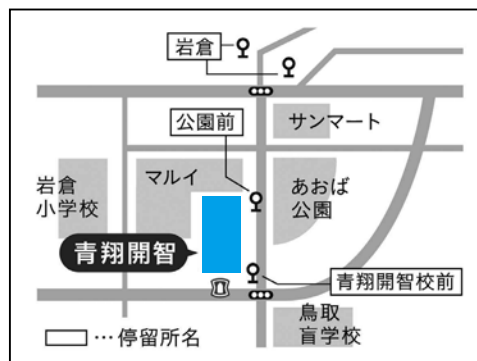 岩倉
サンマート
公園前
マルイ
岩倉
小学校
あおば
公園
青翔開智
青翔開智校前
鳥取
盲学校
…停留所名